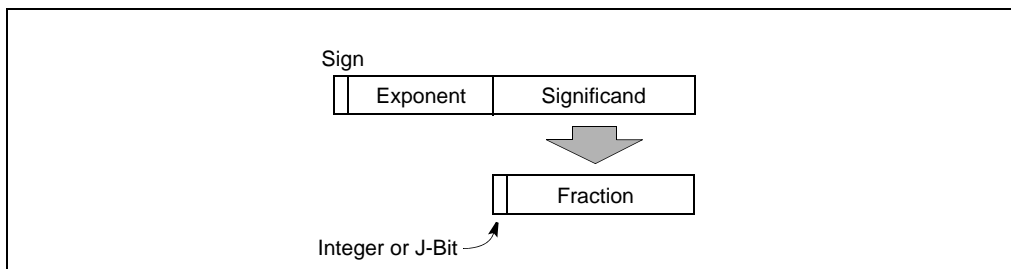 Sign
Exponent Significand
Fraction
Integer or J-Bit